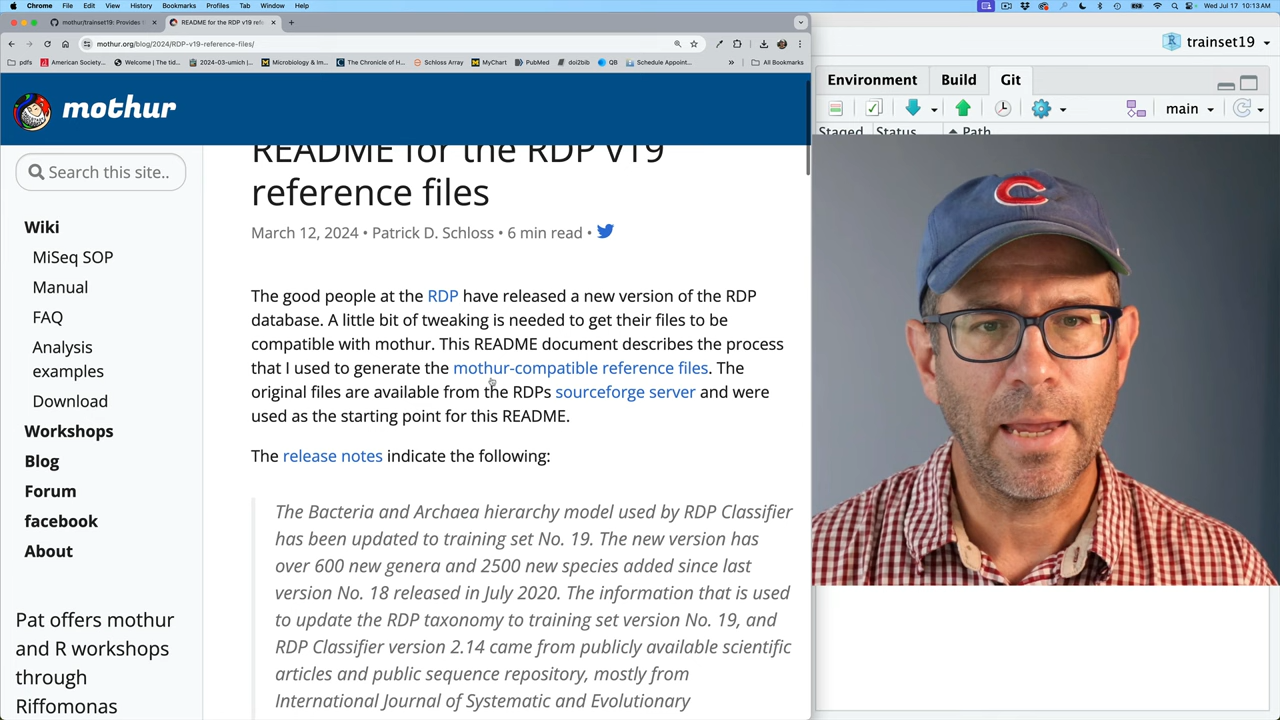 Chrome File Edit View History Bookmarks Profiles Tab Window Help
Wed Jul 17 10:13 AM
mothur/trainset19: Provides
README for the RDP v19 refe
mothur.org/blog/2024/RDP-v19-reference-files/
pdfs American Society... Welcome | The tid... 2024-03-umich |... Microbiology & Im... The Chronicle of H... Schloss Array MyChart PubMed doi2bib QB Schedule Appoint... All Bookmarks
mothur
Search this site..
Wiki
MiSeq SOP
Manual
FAQ
Analysis
examples
Download
Workshops
Blog
Forum
facebook
About
Pat offers mothur
and R workshops
through
Riffomonas
README for the RDP v19
reference files
March 12, 2024 • Patrick D. Schloss • 6 min read •
The good people at the RDP have released a new version of the RDP
database. A little bit of tweaking is needed to get their files to be
compatible with mothur. This README document describes the process
that I used to generate the mothur-compatible reference files. The
original files are available from the RDPs sourceforge server and were
used as the starting point for this README.
The release notes indicate the following:
The Bacteria and Archaea hierarchy model used by RDP Classifier
has been updated to training set No. 19. The new version has
over 600 new genera and 2500 new species added since last
version No. 18 released in July 2020. The information that is used
to update the RDP taxonomy to training set version No. 19, and
RDP Classifier version 2.14 came from publicly available scientific
articles and public sequence repository, mostly from
International Journal of Systematic and Evolutionary
trainset19
Environment Build Git
main
Staged Status Path
C